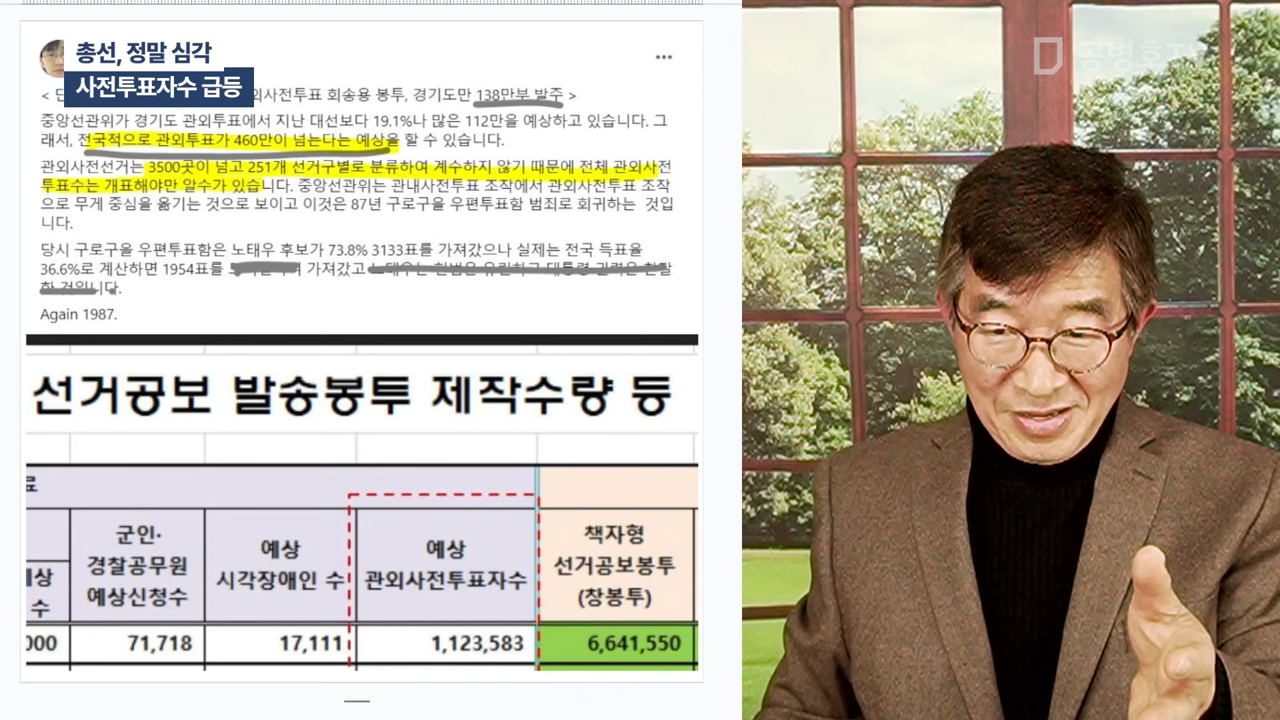 총선, 정말 심각
사전투표자수 급등
외사전투표 회송용 봉투, 경기도만 138만부 발주 >
중앙선관위가 경기도 관외투표에서 지난 대선보다 19.1%나 많은 112만을 예상하고 있습니다. 그
래서, 전국적으로 관외투표가 460만이 넘는다는 예상을 할 수 있습니다.
관외사전선거는 3500곳이 넘고 251개 선거구별로 분류하여 계수하지 않기 때문에 전체 관외사전
투표수는 개표해야만 알수가 있습니다. 중앙선관위는 관내사전투표 조작에서 관외사전투표 조작
으로 무게 중심을 옮기는 것으로 보이고 이것은 87년 구로구을 우편투표함 범죄로 회귀하는 것입
니다.
당시 구로구을 우편투표함은 노태우 후보가 73.8% 3133표를 가져갔으나 실제는 전국 득표율
36.6%로 계산하면 1954표를 가져갔고
니다.
Again 1987.
선거공보 발송봉투 제작수량 등
료
군인·
경찰공무원
예상신청수
예상
시각장애인 수
예상
관외사전투표자수
책자형
선거공보봉투
(창봉투)
수
000 71,718 17,111 1,123,583 6,641,550
공병호TV